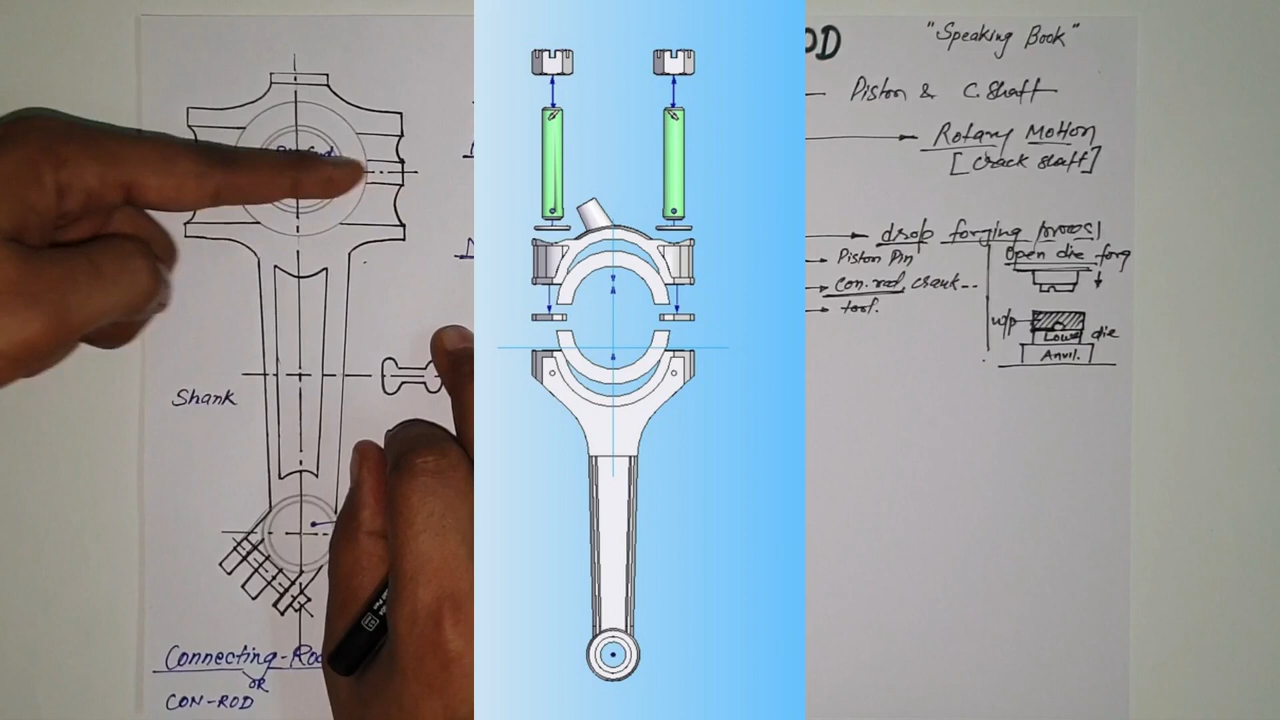 Shank
Connecting-Rod
OR
CON-ROD
OD
"Speaking Book"
Piston & C. Shaft
Rotary Motion
[Crack shaft]
drop forging
Piston Pin
con. rod, crank--
tool.
Open die forg
w/p
Lower die
Anvil.